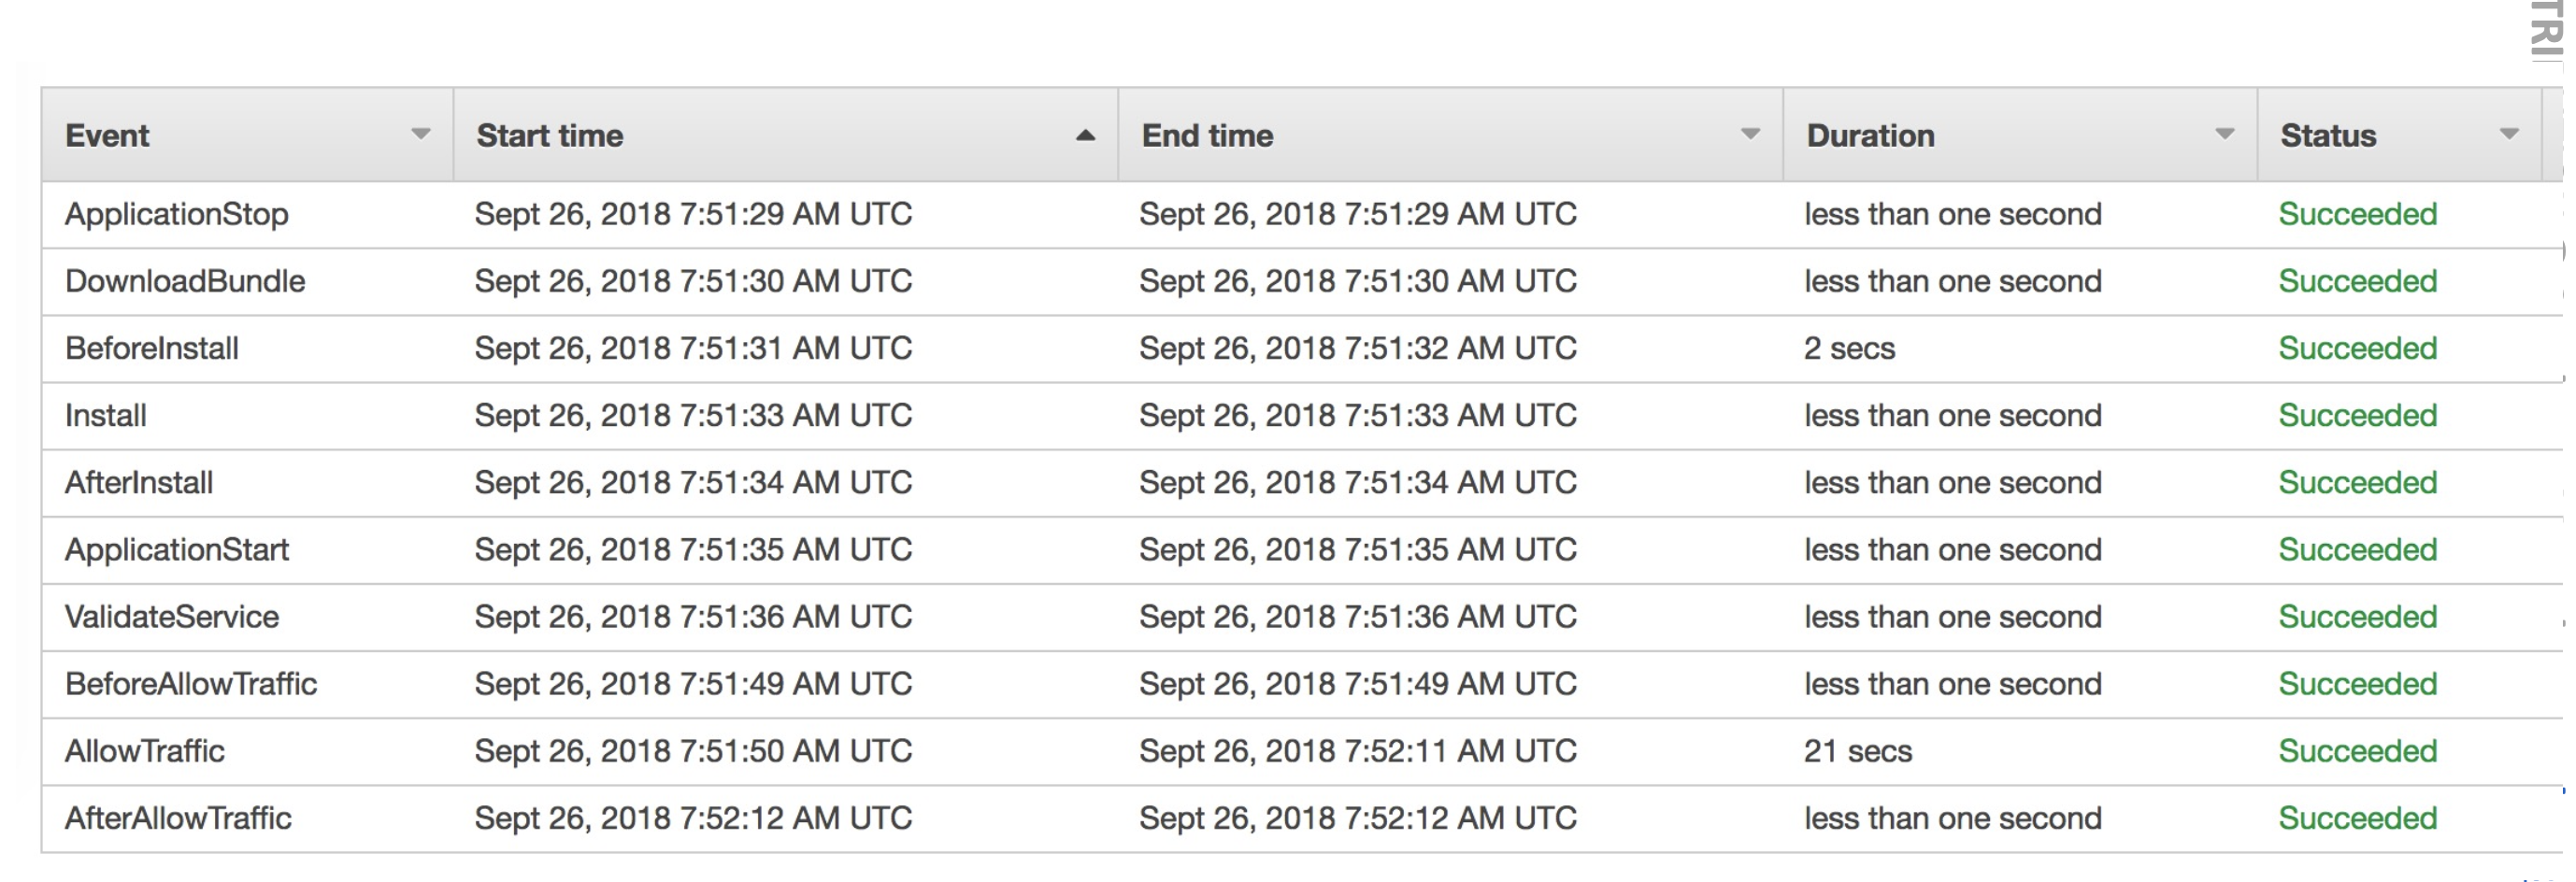 TRI
Event Start time End time Duration Status
ApplicationStop Sept 26, 2018 7:51:29 AM UTC Sept 26, 2018 7:51:29 AM UTC less than one second Succeeded
DownloadBundle Sept 26, 2018 7:51:30 AM UTC Sept 26, 2018 7:51:30 AM UTC less than one second Succeeded
BeforeInstall Sept 26, 2018 7:51:31 AM UTC Sept 26, 2018 7:51:32 AM UTC 2 secs Succeeded
Install Sept 26, 2018 7:51:33 AM UTC Sept 26, 2018 7:51:33 AM UTC less than one second Succeeded
AfterInstall Sept 26, 2018 7:51:34 AM UTC Sept 26, 2018 7:51:34 AM UTC less than one second Succeeded
ApplicationStart Sept 26, 2018 7:51:35 AM UTC Sept 26, 2018 7:51:35 AM UTC less than one second Succeeded
ValidateService Sept 26, 2018 7:51:36 AM UTC Sept 26, 2018 7:51:36 AM UTC less than one second Succeeded
BeforeAllowTraffic Sept 26, 2018 7:51:49 AM UTC Sept 26, 2018 7:51:49 AM UTC less than one second Succeeded
AllowTraffic Sept 26, 2018 7:51:50 AM UTC Sept 26, 2018 7:52:11 AM UTC 21 secs Succeeded
AfterAllowTraffic Sept 26, 2018 7:52:12 AM UTC Sept 26, 2018 7:52:12 AM UTC less than one second Succeeded